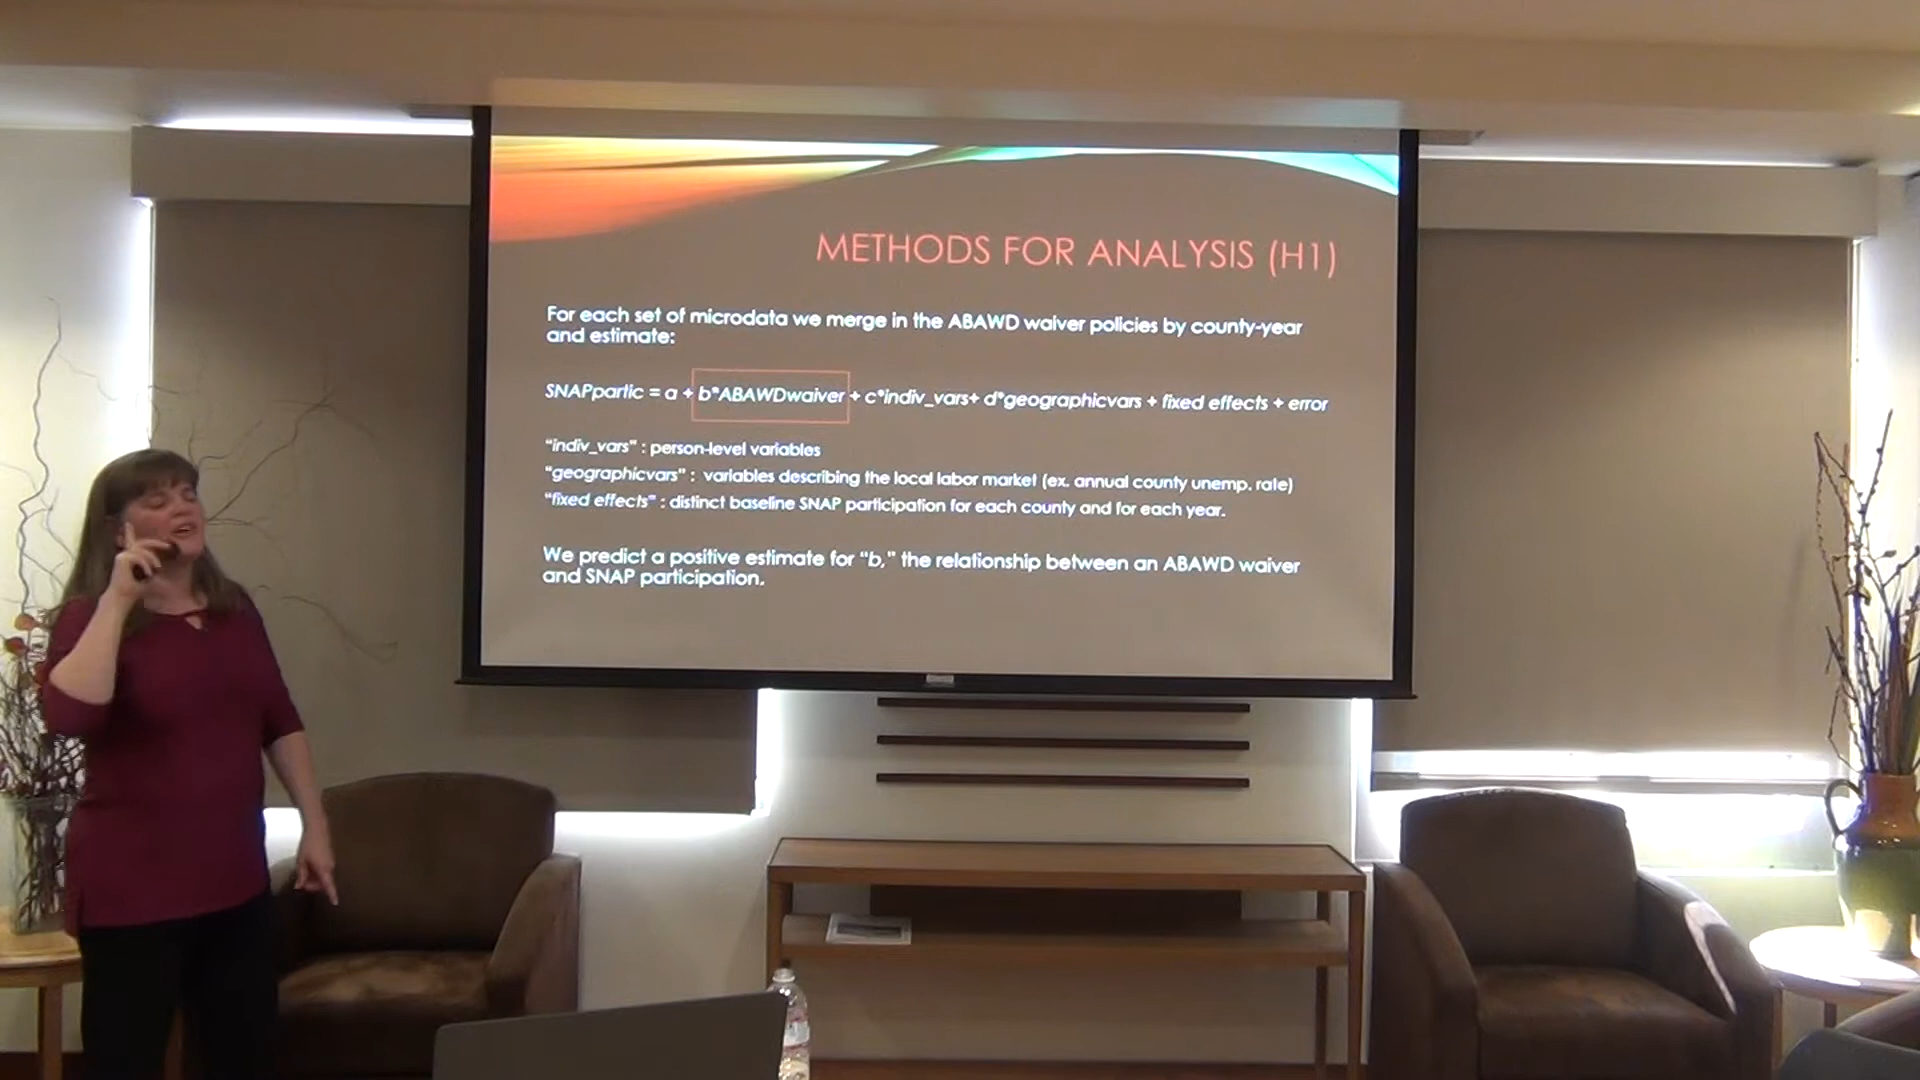 METHODS FOR ANALYSIS (H1)
For each set of microdata we merge in the ABAWD waiver policies by county-year
and estimate:
SNAPpartic = a + b*ABAWDwaiver + c*indiv_vars+ d*geographicvars + fixed effects + error
"indiv_vars" : person-level variables
"geographicvars" : variables describing the local labor market (ex. annual county unemp. rate)
"fixed effects" : distinct baseline SNAP participation for each county and for each year.
We predict a positive estimate for "b," the relationship between an ABAWD waiver
and SNAP participation.